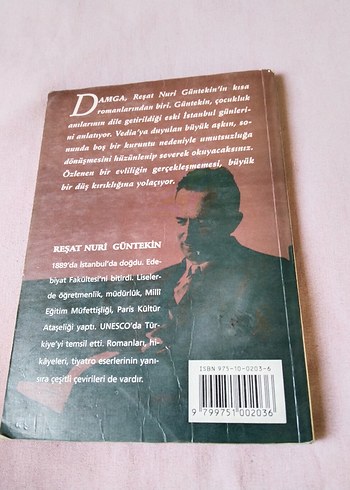 DAMGA, Reşat Nuri Güntekin'in kısa
romanlarından biri. Güntekin, çocukluk
anılarının dile getirildiği eski İstanbul günleri-
ni anlatıyor. Vedia'ya duyulan büyük aşkın, so-
nunda boş bir kuruntu nedeniyle umutsuzluğa
dönüşmesini hüzünlenip severek okuyacaksınız.
Özlenen bir evliliğin gerçekleşmemesi, büyük
bir düş kırıklığına yolaçıyor.
REŞAT NURİ GÜNTEKİN
1889'da İstanbul'da doğdu. Ede-
biyat Fakültesi'ni bitirdi. Liseler-
de öğretmenlik, müdürlük, Millî
Eğitim Müfettişliği, Paris Kültür
Ataşeliği yaptı. UNESCO'da Tür-
kiye'yi temsil etti. Romanları, hi-
kâyeleri, tiyatro eserlerinin yanı-
sıra çeşitli çevirileri de vardır.
ISBN 975-10-0203-6
9 799751 002036